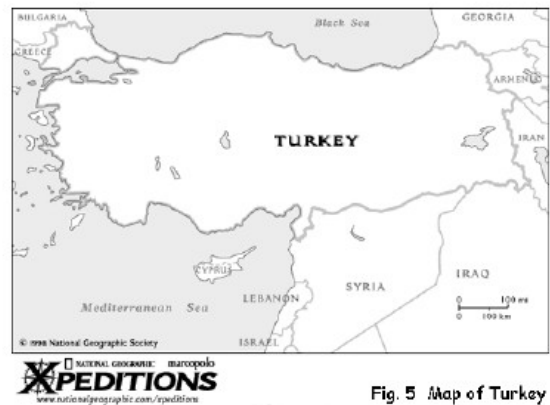 BULGARIA
Black Sea
GEORGIA
GREECE
ARMENIA
TURKEY
IRAN
CYPRUS
SYRIA
IRAQ
LEBANON
Mediterranean Sea
0 100 mi
0 100 km
ISRAEL
© 1998 National Geographic Society
NATIONAL GEOGRAPHIC marcopolo
XPEDITIONS
www.nationalgeographic.com/xpeditions
Fig. 5 Map of Turkey